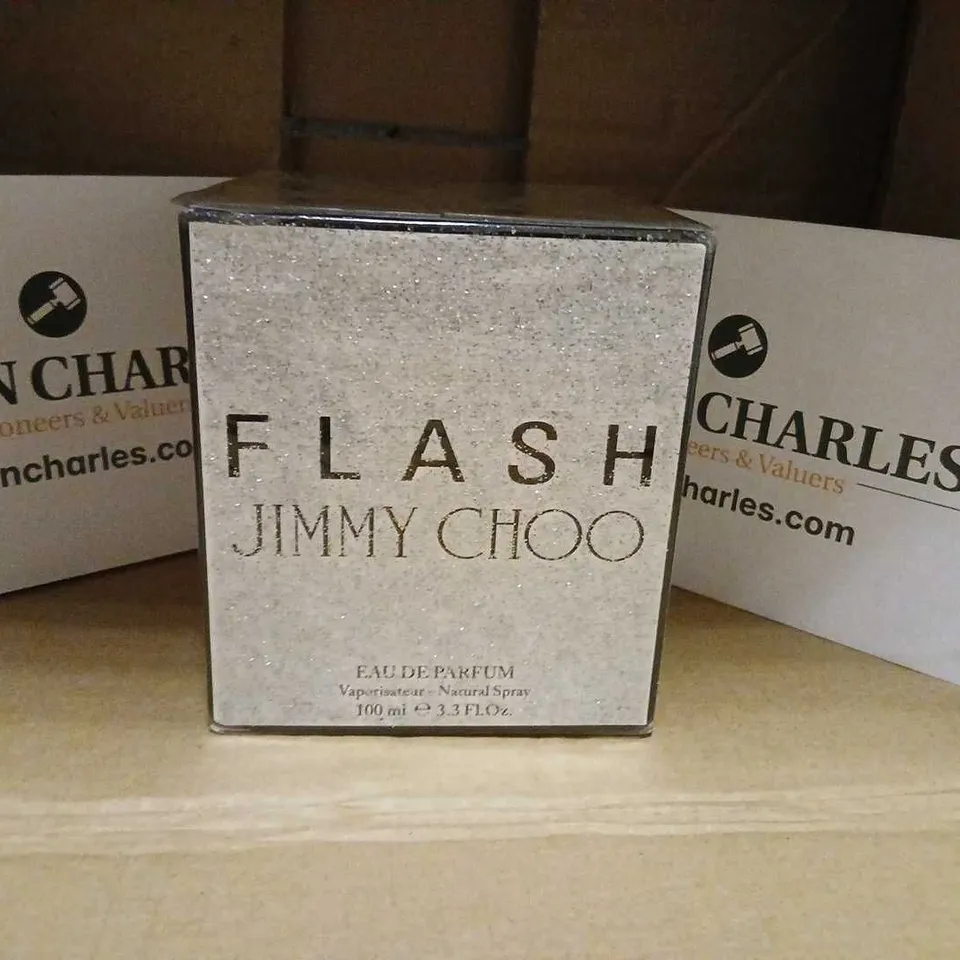 N CHAR
oneers & Valuer
ncharles.co
FLASH
JIMMY CHOO
EAU DE PARFUM
Vaporisateur - Natural Spray
100 ml ℮ 3.3 Fl.Oz.
CHARLES
eers & Valuers
harles.com